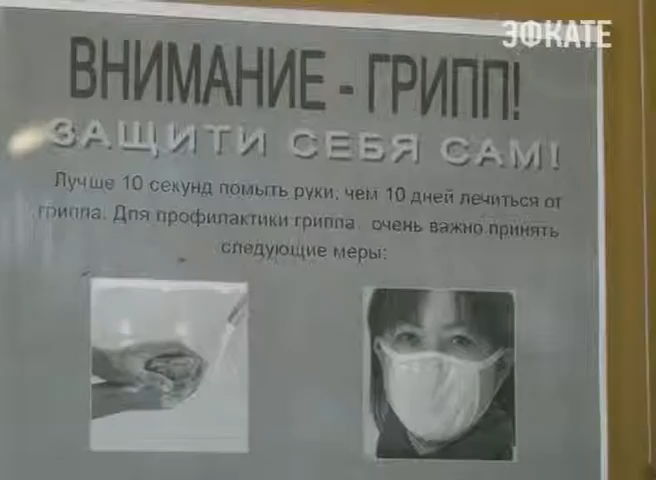 ЭФКАТЕ
ВНИМАНИЕ - ГРИПП!
ЗАЩИТИ СЕБЯ САМ!
Лучше 10 секунд помыть руки, чем 10 дней лечиться от
гриппа. Для профилактики гриппа очень важно принять
следующие меры: